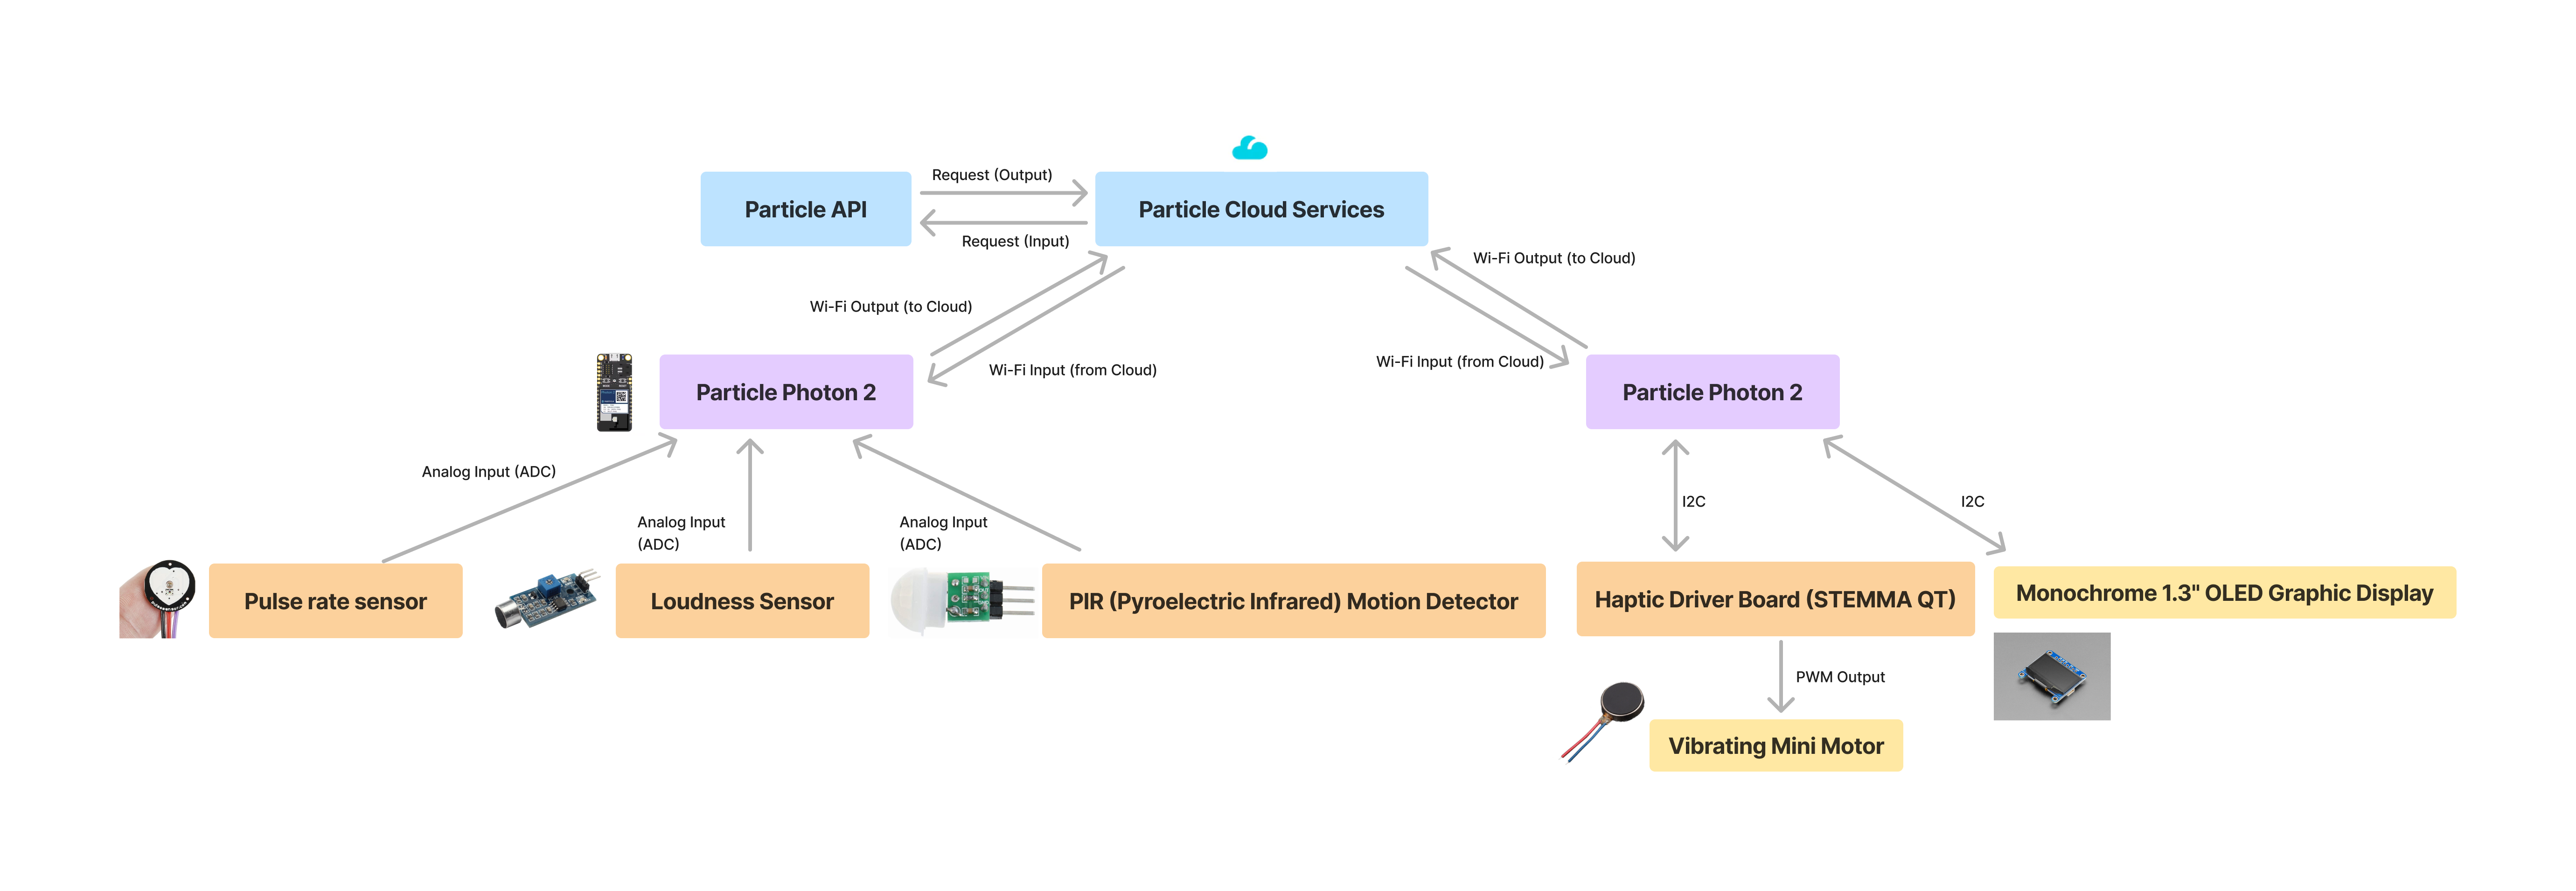 Request (Output)
Particle API
Particle Cloud Services
Request (Input)
Wi-Fi Output (to Cloud)
Wi-Fi Output (to Cloud)
Wi-Fi Input (from Cloud)
Wi-Fi Input (from Cloud)
Particle Photon 2
Particle Photon 2
Analog Input (ADC)
Analog Input
(ADC)
Analog Input
(ADC)
I2C
I2C
Pulse rate sensor
Loudness Sensor
PIR (Pyroelectric Infrared) Motion Detector
Haptic Driver Board (STEMMA QT)
Monochrome 1.3" OLED Graphic Display
PWM Output
Vibrating Mini Motor